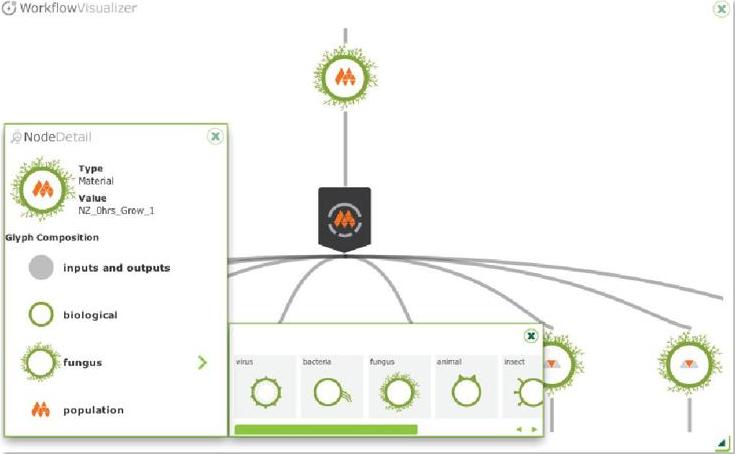 WorkflowVisualizer
NodeDetail
Type
Material
Value
NZ_0hrs_Grow_1
Glyph Composition
inputs and outputs
biological
fungus
population
virus
bacteria
fungus
animal
insect